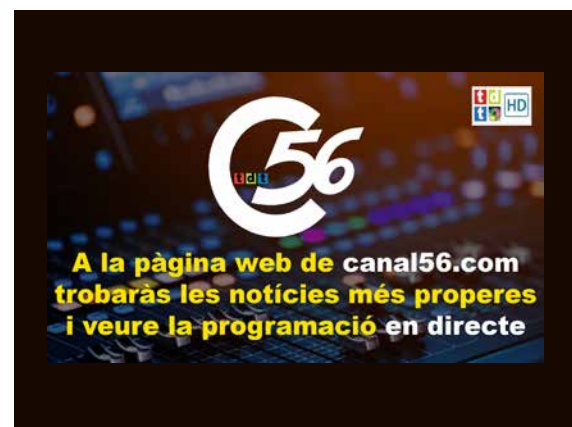 tdt HD
C56
tdt
A la pàgina web de canal56.com
trobaràs les notícies més properes
i veure la programació en directe